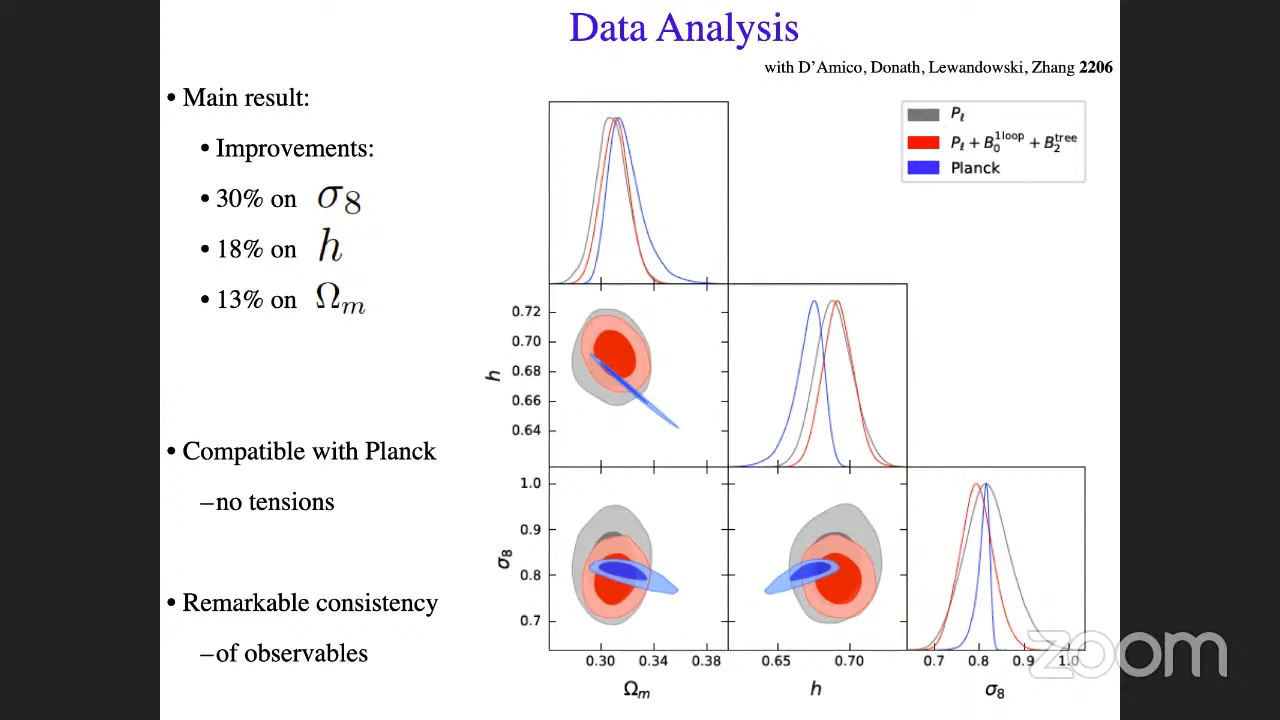 Data Analysis
with D'Amico, Donath, Lewandowski, Zhang 2206
• Main result:
• Improvements:
• 30% on σ8
• 18% on h
• 13% on Ωm
• Compatible with Planck
–no tensions
• Remarkable consistency
–of observables
Pℓ
Pℓ + B0^1loop + B2^tree
Planck
0.72
0.70
0.68
0.66
0.64
h
1.0
0.9
0.8
0.7
σ8
0.30 0.34 0.38
Ωm
0.65 0.70
h
0.7 0.8 0.9 1.0
σ8
zoom